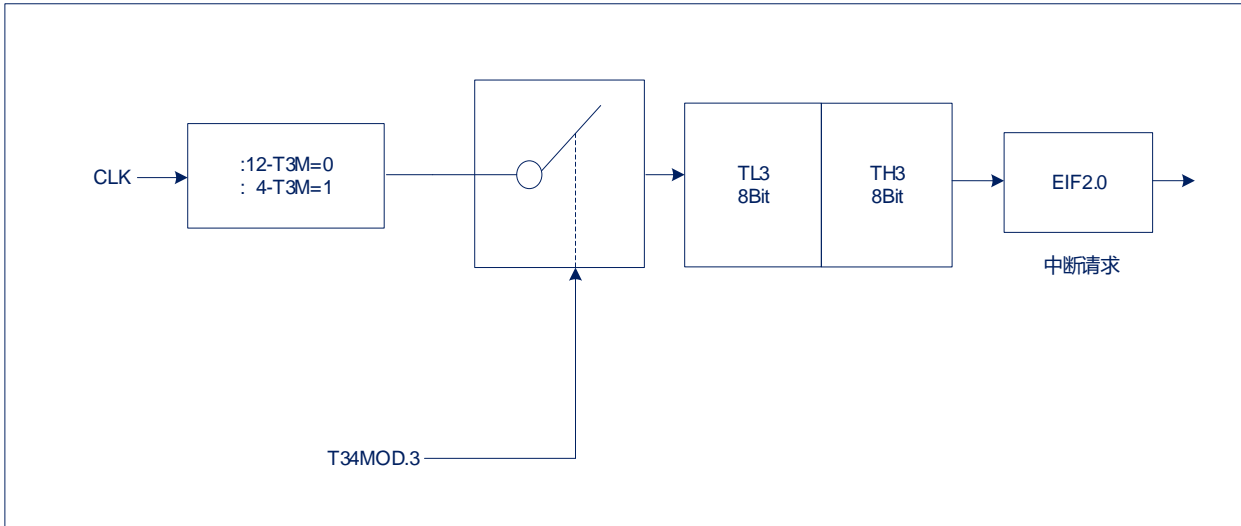 CLK
:12-T3M=0
: 4-T3M=1
TL3
8Bit
TH3
8Bit
EIF2.0
中断请求
T34MOD.3